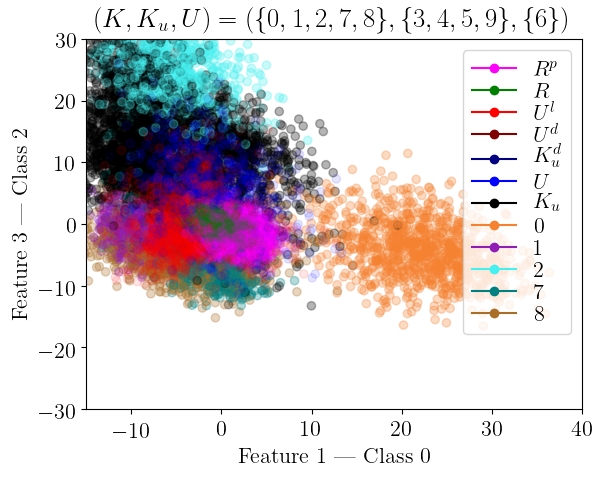 (K, K_u, U) = ({0, 1, 2, 7, 8}, {3, 4, 5, 9}, {6})
30
20
10
0
−10
−20
−30
Feature 3 — Class 2
−10
0
10
20
30
40
Feature 1 — Class 0
R^p
R
U^l
U^d
K_u^d
U
K_u
0
1
2
7
8